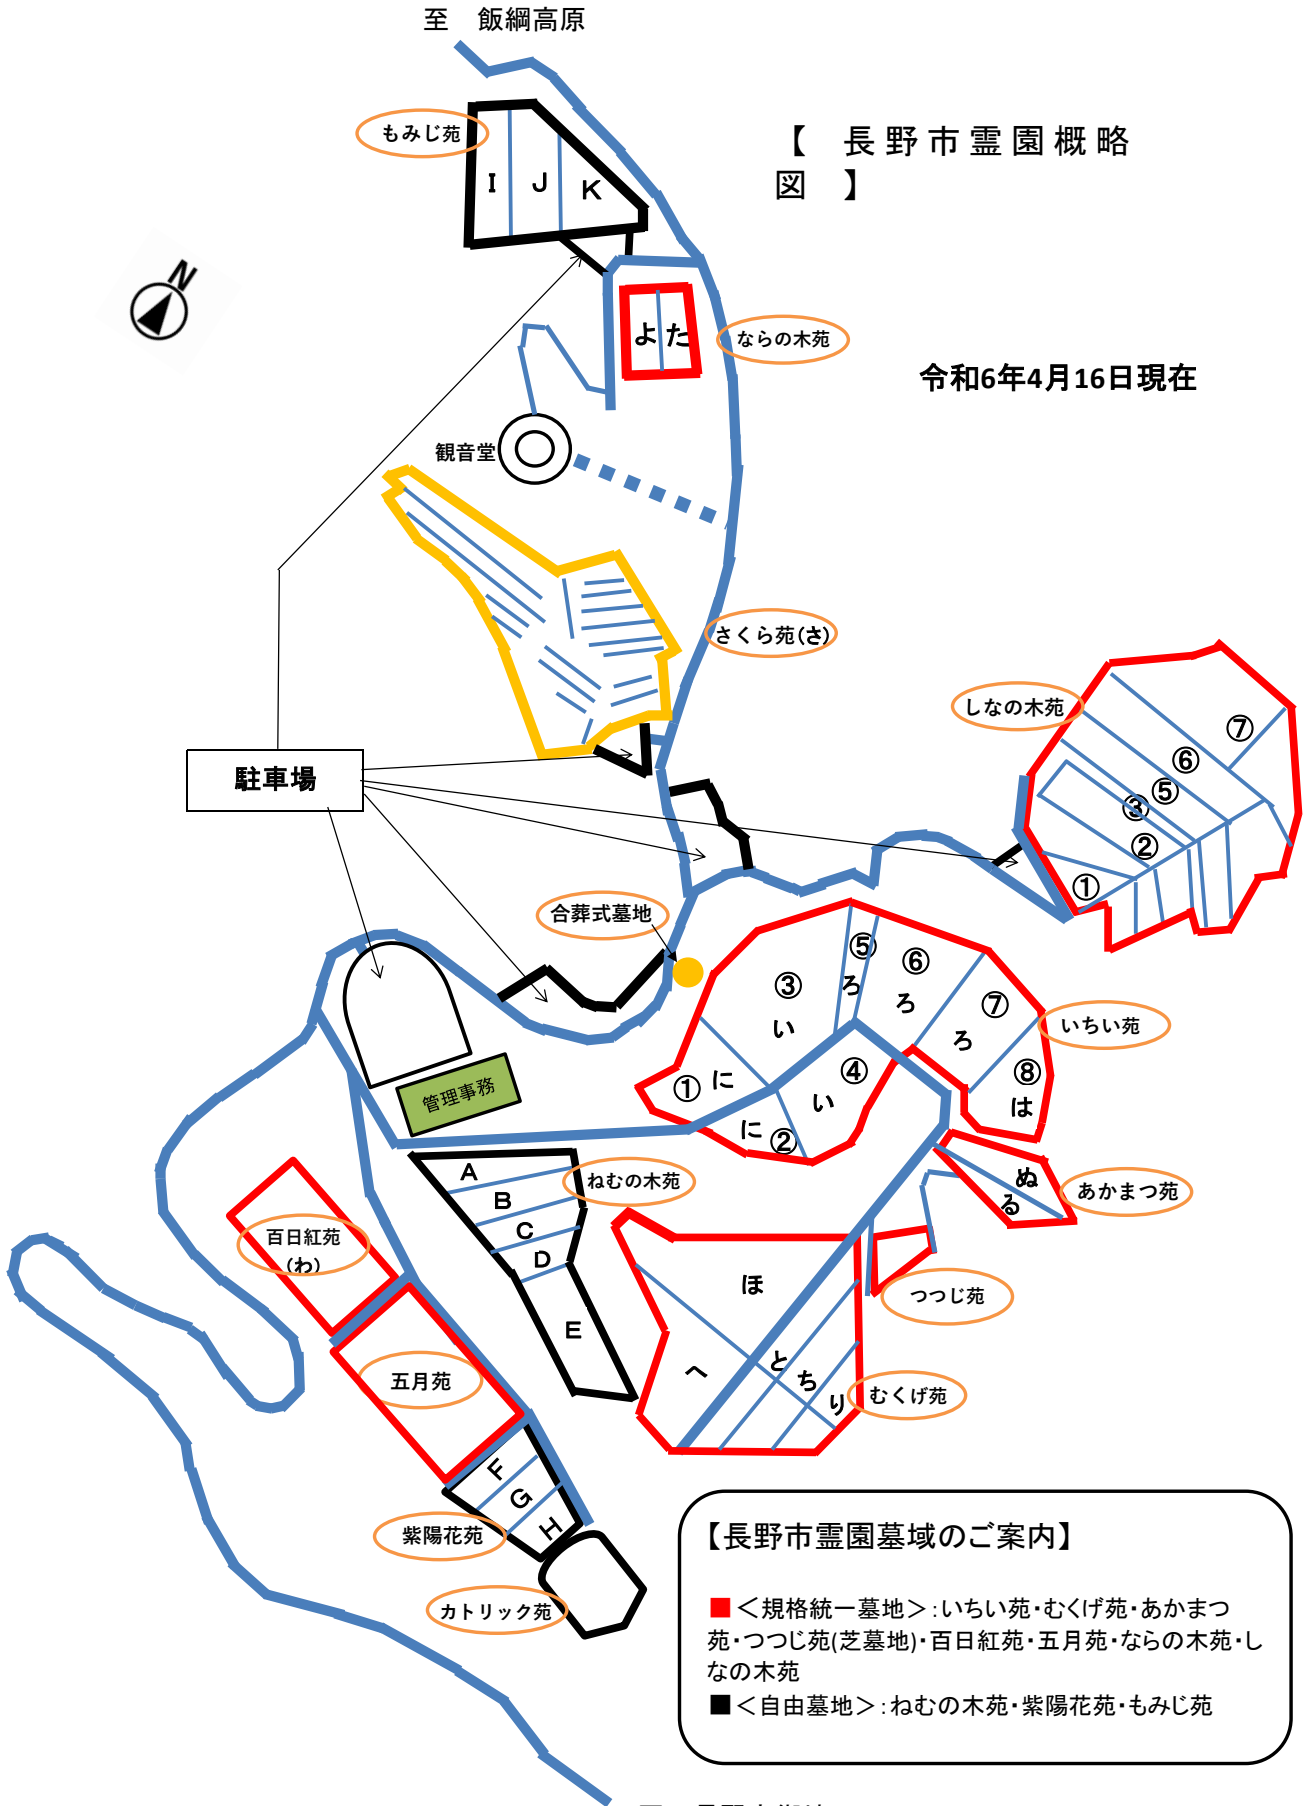 至　飯綱高原
もみじ苑
【　長野市霊園概略
図　】
I
J
K
N
よ
た
ならの木苑
令和6年4月16日現在
観音堂
さくら苑(さ)
しなの木苑
⑦
⑥
⑤
③
②
①
駐車場
合葬式墓地
③
い
⑤
ろ
⑥
ろ
⑦
ろ
いちい苑
⑧
は
①
に
④
い
に
②
管理事務
A
B
C
D
E
ねむの木苑
ぬ
る
あかまつ苑
百日紅苑
(わ)
つつじ苑
ほ
へ
と
ち
り
むくげ苑
五月苑
F
G
H
紫陽花苑
カトリック苑
【長野市霊園墓域のご案内】
■＜規格統一墓地＞:いちい苑・むくげ苑・あかまつ
苑・つつじ苑(芝墓地)・百日紅苑・五月苑・ならの木苑・し
なの木苑
■＜自由墓地＞:ねむの木苑・紫陽花苑・もみじ苑